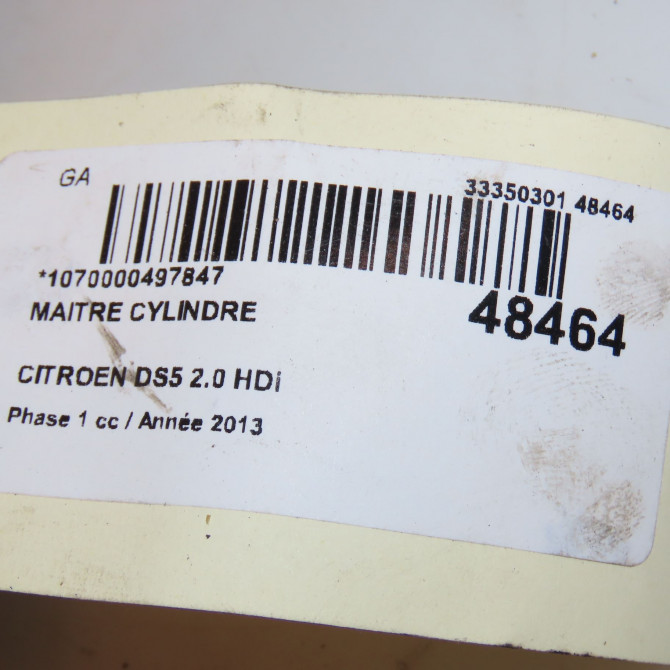 GA
33350301 48464
*1070000497847
MAITRE CYLINDRE
48464
CITROEN DS5 2.0 HDi
Phase 1 cc / Année 2013